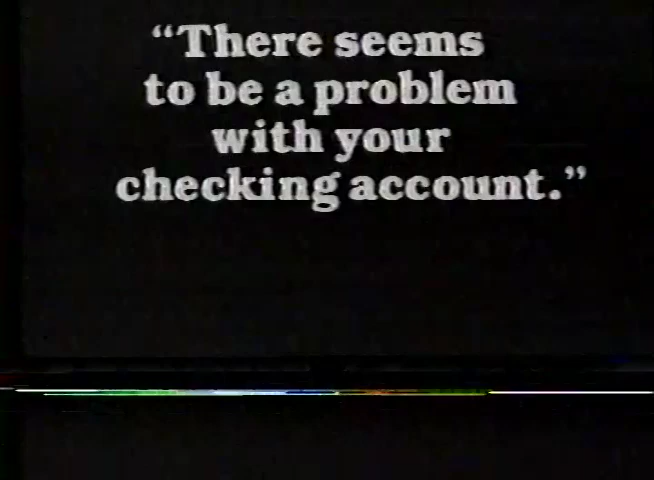 “There seems
to be a problem
with your
checking account.”